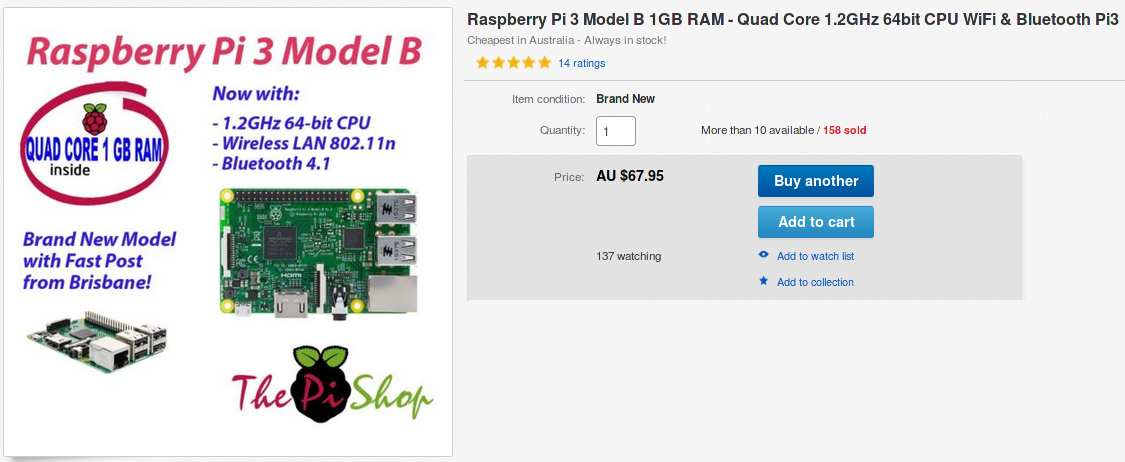 Raspberry Pi 3 Model B
QUAD CORE 1 GB RAM
inside
Now with:
- 1.2GHz 64-bit CPU
- Wireless LAN 802.11n
- Bluetooth 4.1
Brand New Model
with Fast Post
from Brisbane!
HDMI
The Pi Shop
Raspberry Pi 3 Model B 1GB RAM - Quad Core 1.2GHz 64bit CPU WiFi & Bluetooth Pi3
Cheapest in Australia - Always in stock!
14 ratings
Item condition: Brand New
Quantity: 1 More than 10 available / 158 sold
Price: AU $67.95 Buy another
Add to cart
137 watching Add to watch list
Add to collection